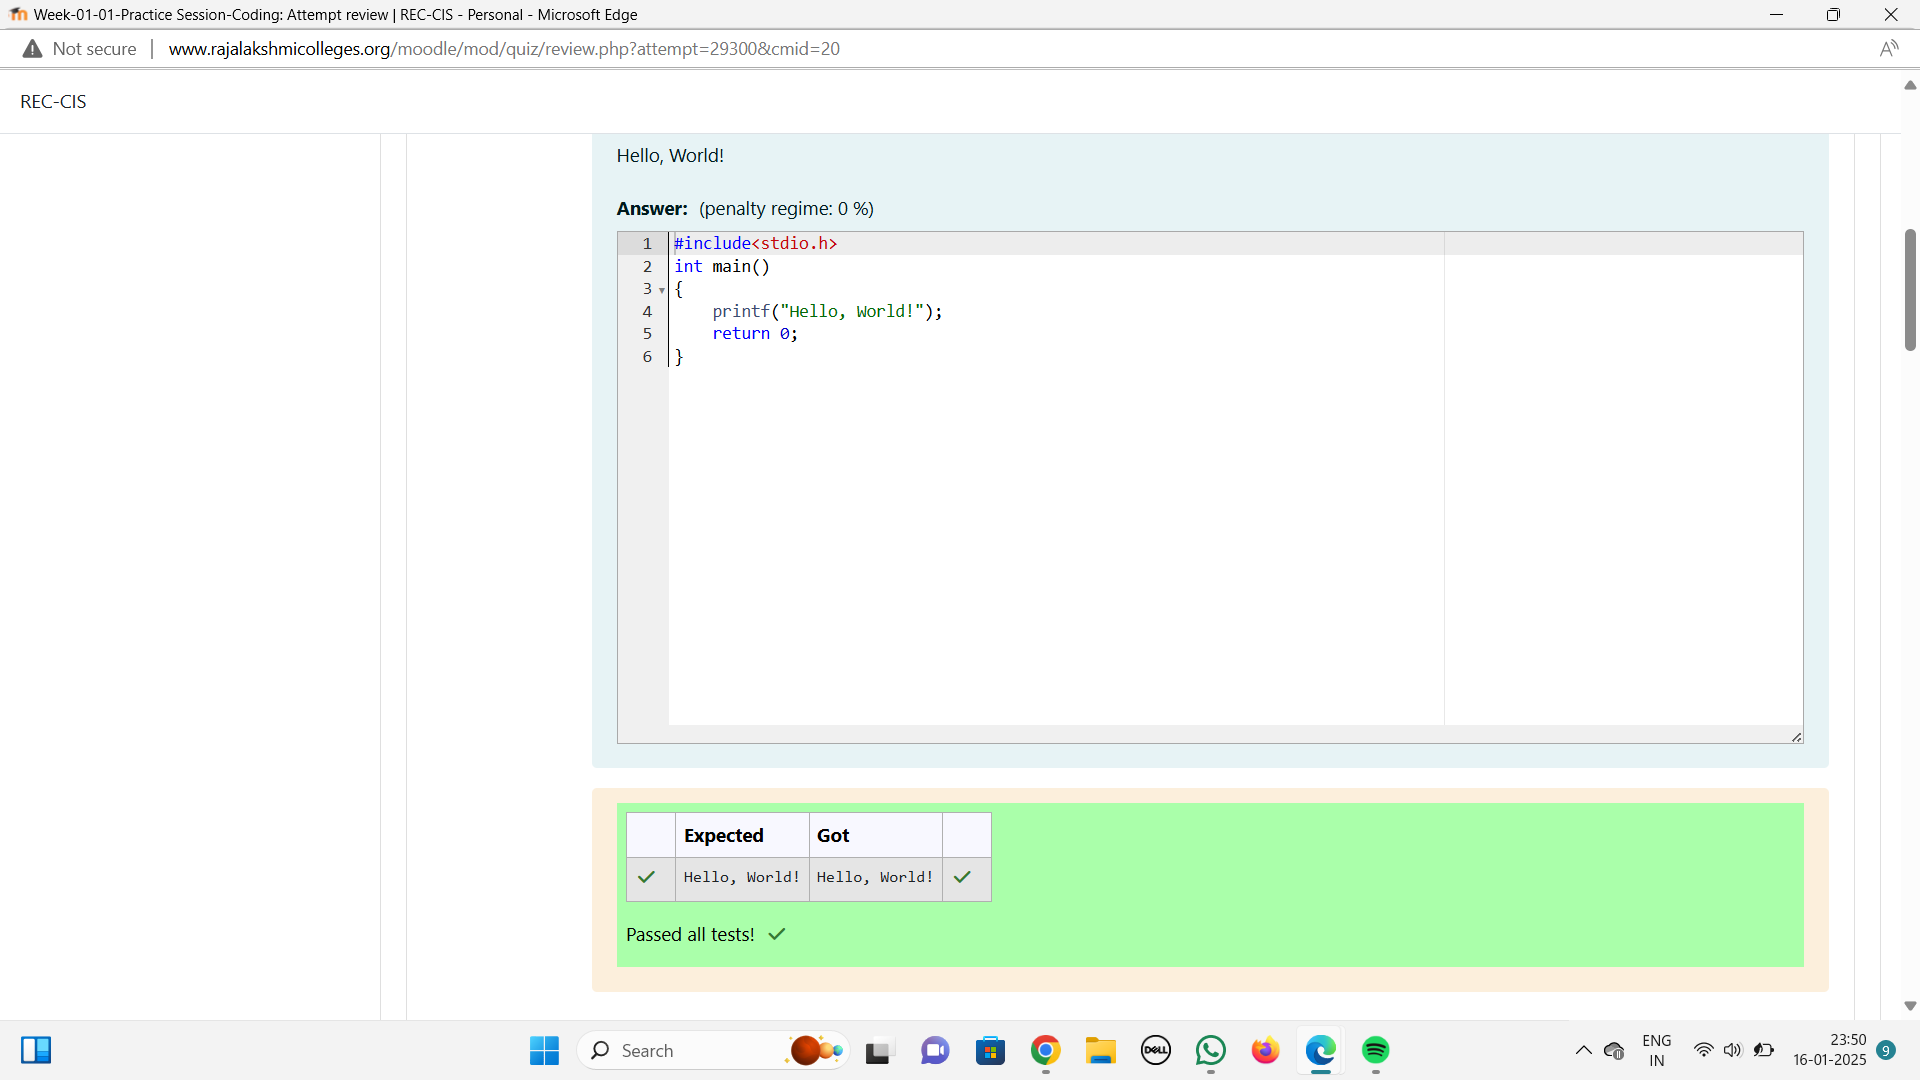 Week-01-01-Practice Session-Coding: Attempt review | REC-CIS - Personal - Microsoft Edge
Not secure
www.rajalakshmicolleges.org/moodle/mod/quiz/review.php?attempt=29300&cmid=20
REC-CIS
Hello, World!
Answer: (penalty regime: 0 %)
1 #include<stdio.h>
2 int main()
3 {
4 printf("Hello, World!");
5 return 0;
6 }
Expected Got
Hello, World! Hello, World!
Passed all tests!
Search
DELL
ENG
IN
23:50
16-01-2025
9